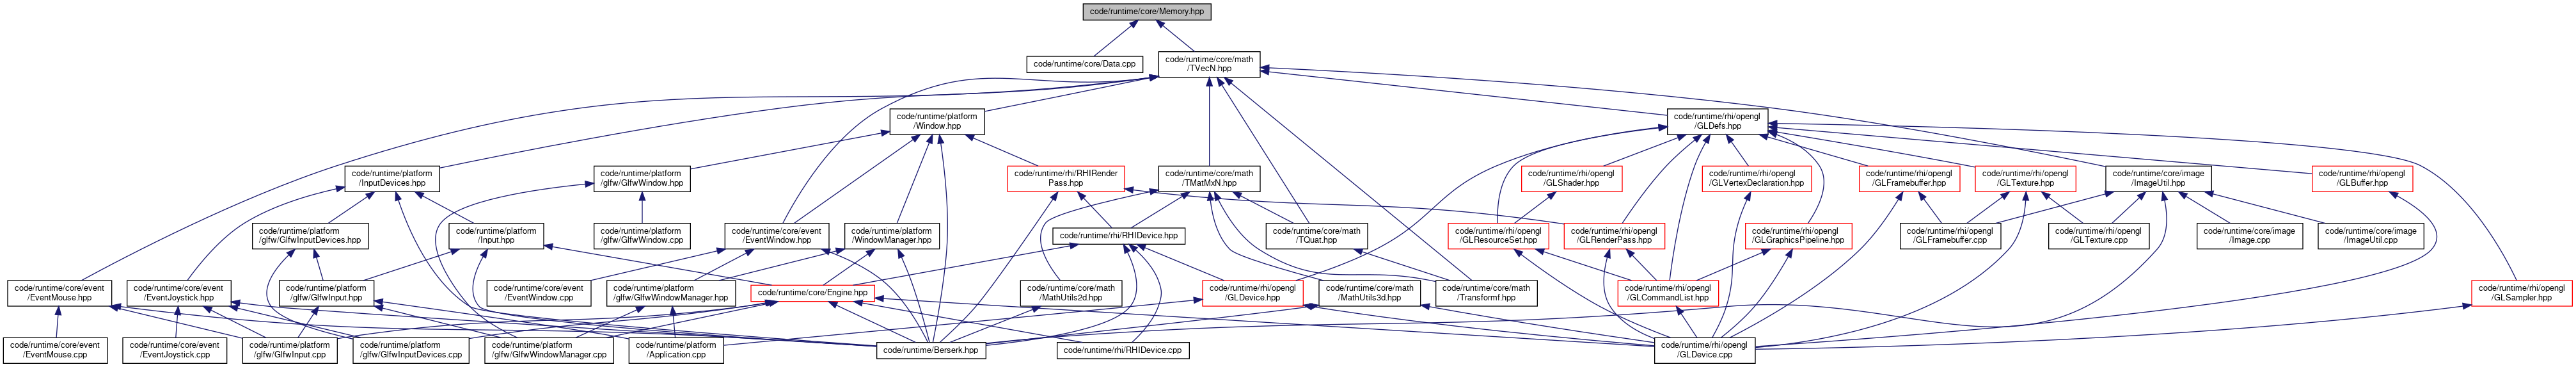 code/runtime/core/Memory.hpp
code/runtime/core/Data.cpp
code/runtime/core/math
/TVecN.hpp
code/runtime/platform
/Window.hpp
code/runtime/rhi/opengl
/GLDefs.hpp
code/runtime/platform
/InputDevices.hpp
code/runtime/platform
/glfw/GlfwWindow.hpp
code/runtime/rhi/RHIRender
Pass.hpp
code/runtime/core/math
/TMatMxN.hpp
code/runtime/rhi/opengl
/GLShader.hpp
code/runtime/rhi/opengl
/GLVertexDeclaration.hpp
code/runtime/rhi/opengl
/GLFramebuffer.hpp
code/runtime/rhi/opengl
/GLTexture.hpp
code/runtime/core/image
/ImageUtil.hpp
code/runtime/rhi/opengl
/GLBuffer.hpp
code/runtime/platform
/glfw/GlfwInputDevices.hpp
code/runtime/platform
/Input.hpp
code/runtime/platform
/glfw/GlfwWindow.cpp
code/runtime/core/event
/EventWindow.hpp
code/runtime/platform
/WindowManager.hpp
code/runtime/rhi/RHIDevice.hpp
code/runtime/core/math
/TQuat.hpp
code/runtime/rhi/opengl
/GLResourceSet.hpp
code/runtime/rhi/opengl
/GLRenderPass.hpp
code/runtime/rhi/opengl
/GLGraphicsPipeline.hpp
code/runtime/rhi/opengl
/GLFramebuffer.cpp
code/runtime/rhi/opengl
/GLTexture.cpp
code/runtime/core/image
/Image.cpp
code/runtime/core/image
/ImageUtil.cpp
code/runtime/core/event
/EventMouse.hpp
code/runtime/core/event
/EventJoystick.hpp
code/runtime/platform
/glfw/GlfwInput.hpp
code/runtime/core/event
/EventWindow.cpp
code/runtime/platform
/glfw/GlfwWindowManager.hpp
code/runtime/core/Engine.hpp
code/runtime/core/math
/MathUtils2d.hpp
code/runtime/rhi/opengl
/GLDevice.hpp
code/runtime/core/math
/MathUtils3d.hpp
code/runtime/core/math
/Transformf.hpp
code/runtime/rhi/opengl
/GLCommandList.hpp
code/runtime/rhi/opengl
/GLSampler.hpp
code/runtime/core/event
/EventMouse.cpp
code/runtime/core/event
/EventJoystick.cpp
code/runtime/platform
/glfw/GlfwInput.cpp
code/runtime/platform
/glfw/GlfwInputDevices.cpp
code/runtime/platform
/glfw/GlfwWindowManager.cpp
code/runtime/platform
/Application.cpp
code/runtime/Berserk.hpp
code/runtime/rhi/RHIDevice.cpp
code/runtime/rhi/opengl
/GLDevice.cpp